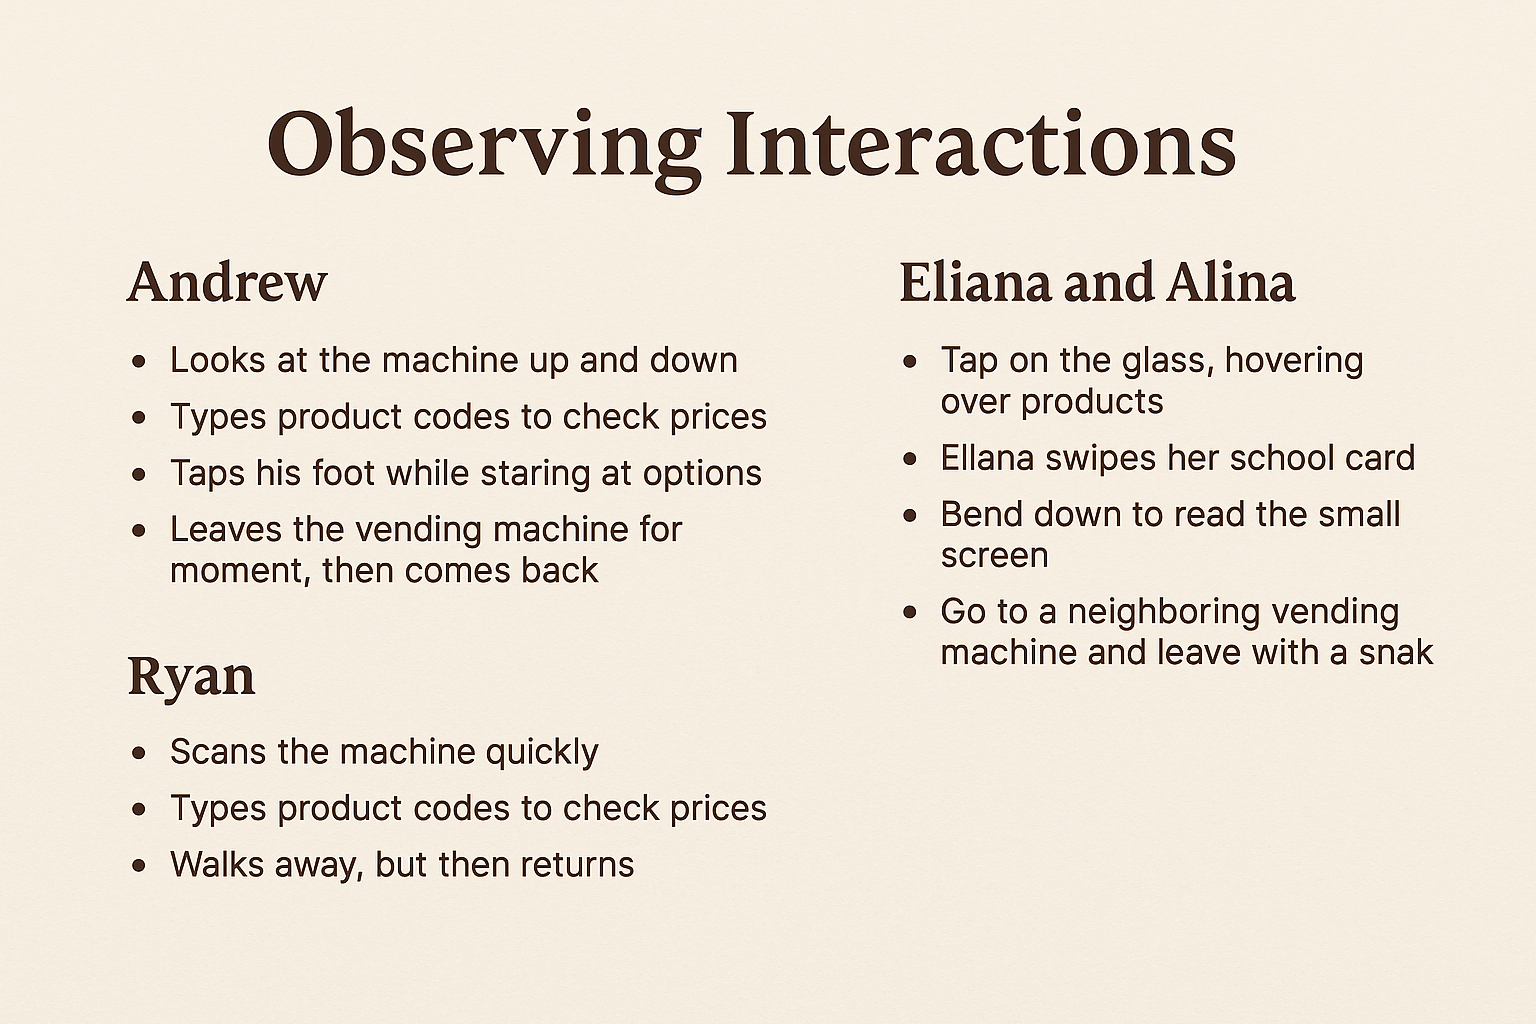 Observing Interactions
Andrew
• Looks at the machine up and down
• Types product codes to check prices
• Taps his foot while staring at options
• Leaves the vending machine for
moment, then comes back
Ryan
• Scans the machine quickly
• Types product codes to check prices
• Walks away, but then returns
Eliana and Alina
• Tap on the glass, hovering
over products
• Ellana swipes her school card
• Bend down to read the small
screen
• Go to a neighboring vending
machine and leave with a snak